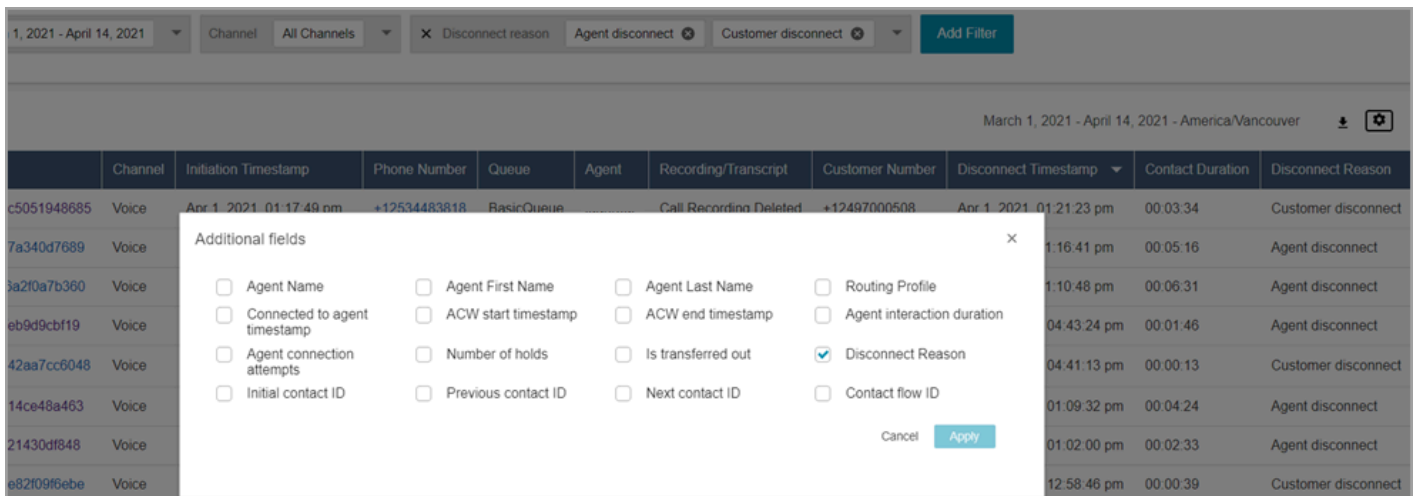 1, 2021 - April 14, 2021 Channel All Channels Disconnect reason Agent disconnect Customer disconnect Add Filter
March 1, 2021 - April 14, 2021 - America/Vancouver
Channel Initiation Timestamp Phone Number Queue Agent Recording/Transcript Customer Number Disconnect Timestamp Contact Duration Disconnect Reason
c5051948685 Voice Apr 1, 2021, 01:17:49 pm +12534483818 BasicQueue Call Recording Deleted +12497000508 Apr 1, 2021, 01:21:23 pm 00:03:34 Customer disconnect
7a340d7689 Voice 1:16:41 pm 00:05:16 Agent disconnect
6a2f0a7b360 Voice 1:10:48 pm 00:06:31 Agent disconnect
eb9d9cbf19 Voice 04:43:24 pm 00:01:46 Agent disconnect
42aa7cc6048 Voice 04:41:13 pm 00:00:13 Customer disconnect
14ce48a463 Voice 01:09:32 pm 00:04:24 Agent disconnect
21430df848 Voice 01:02:00 pm 00:02:33 Agent disconnect
e82f09f6ebe Voice 12:58:46 pm 00:00:39 Customer disconnect
Additional fields
Agent Name Agent First Name Agent Last Name Routing Profile
Connected to agent timestamp ACW start timestamp ACW end timestamp Agent interaction duration
Agent connection attempts Number of holds Is transferred out Disconnect Reason
Initial contact ID Previous contact ID Next contact ID Contact flow ID
Cancel Apply